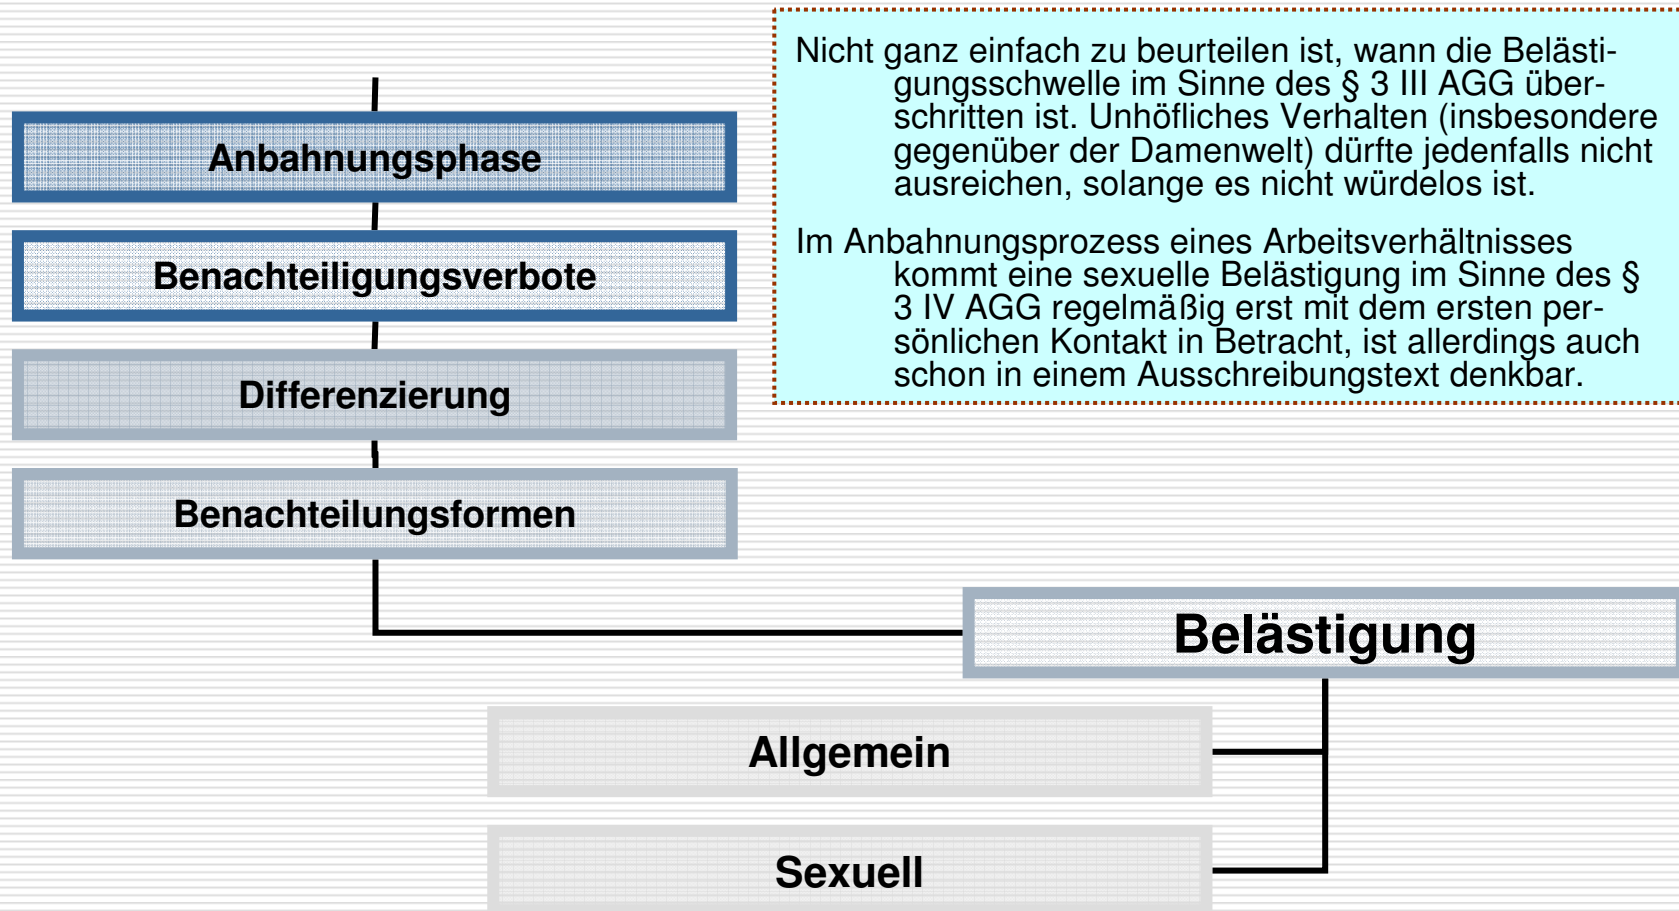 Nicht ganz einfach zu beurteilen ist, wann die Belästi-
gungsschwelle im Sinne des § 3 III AGG über-
schritten ist. Unhöfliches Verhalten (insbesondere
gegenüber der Damenwelt) dürfte jedenfalls nicht
ausreichen, solange es nicht würdelos ist.
Im Anbahnungsprozess eines Arbeitsverhältnisses
kommt eine sexuelle Belästigung im Sinne des §
3 IV AGG regelmäßig erst mit dem ersten per-
sönlichen Kontakt in Betracht, ist allerdings auch
schon in einem Ausschreibungstext denkbar.
Anbahnungsphase
Benachteiligungsverbote
Differenzierung
Benachteilungsformen
Belästigung
Allgemein
Sexuell